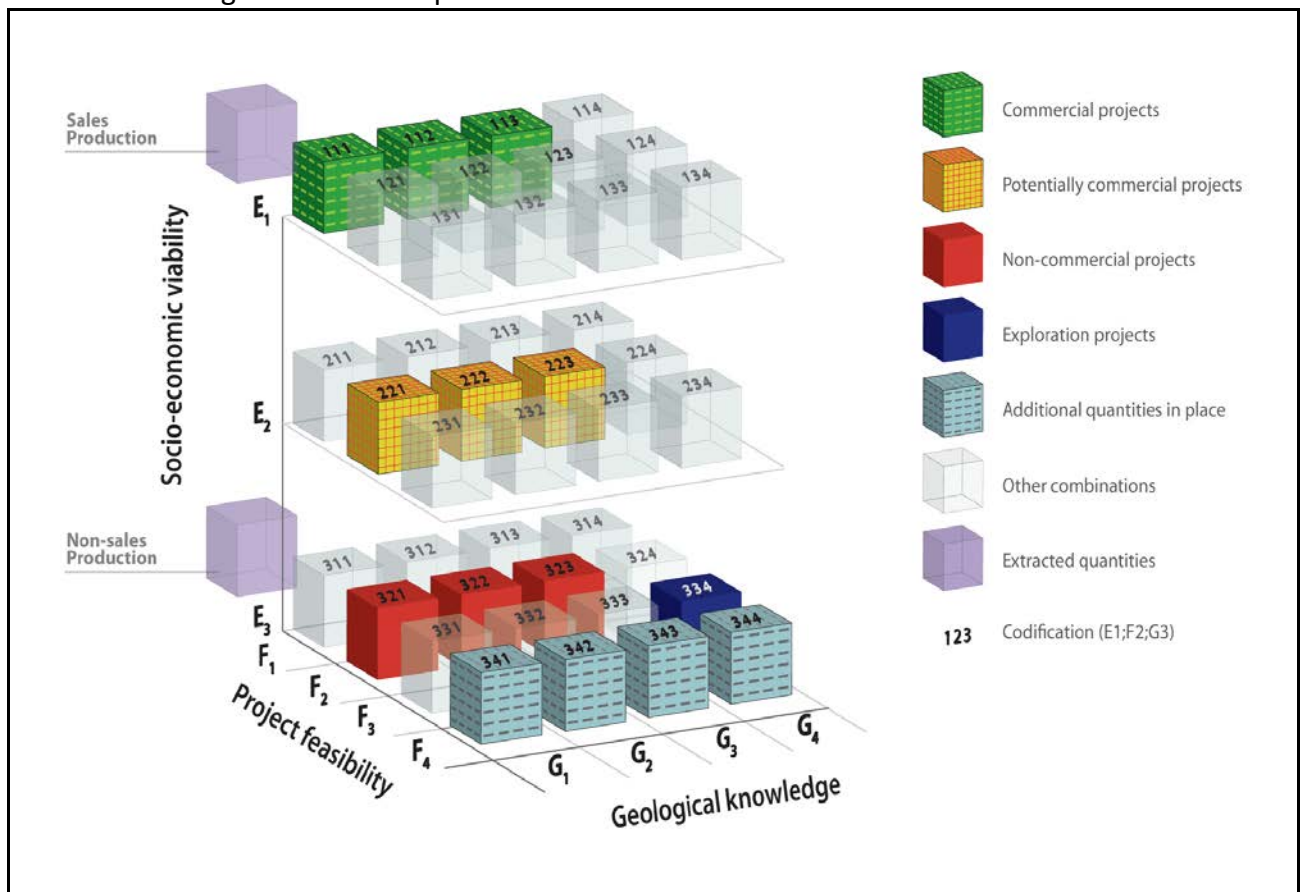 Sales
Production
Socio-economic viability
E1
E2
E3
111
112
113
114
121
122
123
124
131
132
133
134
211
212
213
214
221
222
223
224
231
232
233
234
Non-sales
Production
311
312
313
314
321
322
323
324
331
332
333
334
341
342
343
344
F1
F2
F3
F4
Project feasibility
G1
G2
G3
G4
Geological knowledge
Commercial projects
Potentially commercial projects
Non-commercial projects
Exploration projects
Additional quantities in place
Other combinations
Extracted quantities
123 Codification (E1;F2;G3)